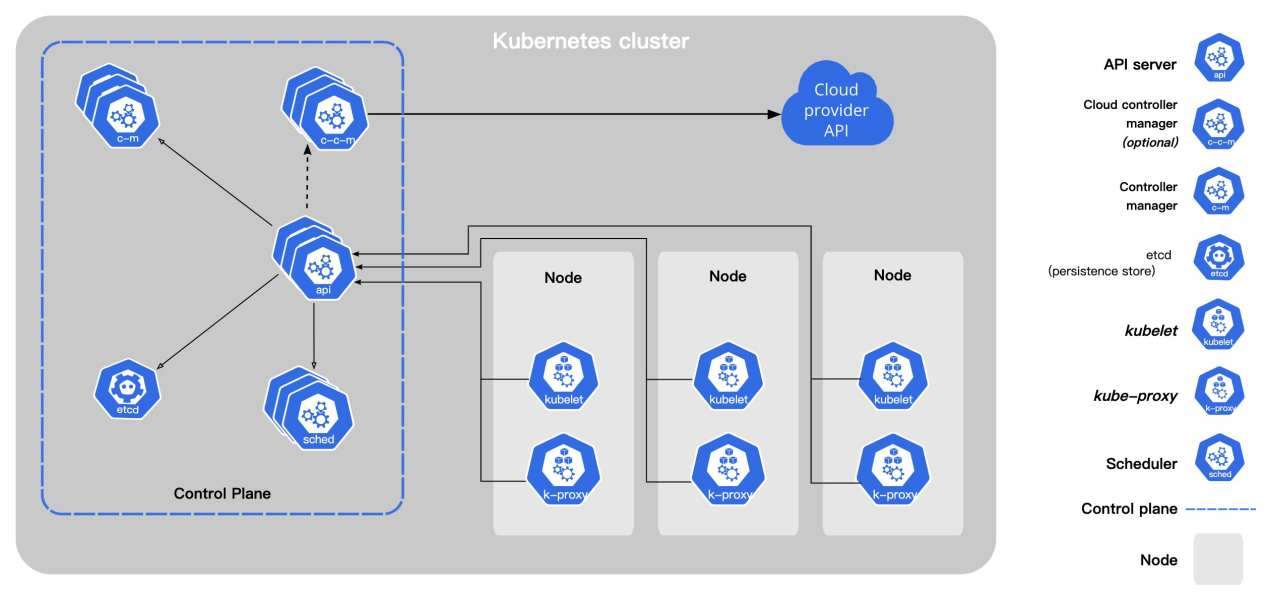 Kubernetes cluster
c-m
c-c-m
Cloud
provider
API
api
etcd
sched
Control Plane
Node
kubelet
k-proxy
Node
kubelet
k-proxy
Node
kubelet
k-proxy
API server
api
Cloud controller
manager
(optional)
c-c-m
Controller
manager
c-m
etcd
(persistence store)
etcd
kubelet
kubelet
kube-proxy
k-proxy
Scheduler
sched
Control plane
Node